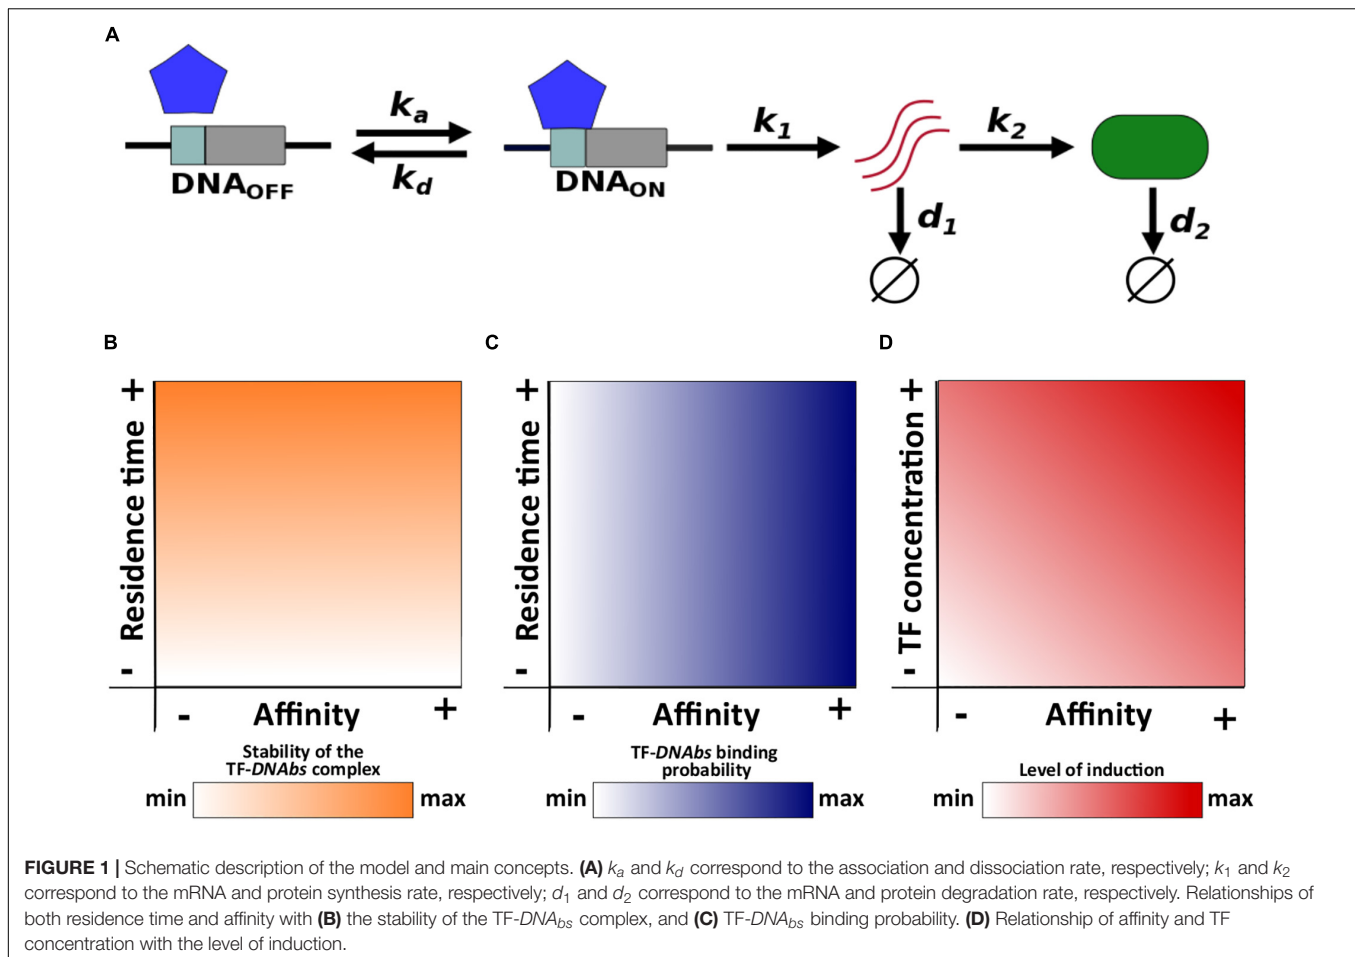 A
ka
kd
DNAOFF
DNAON
k1
k2
d1
d2
B
C
D
+
Residence time
-
- Affinity +
Stability of the
TF-DNAbs complex
min max
+
Residence time
-
- Affinity +
TF-DNAbs binding
probability
min max
+
TF concentration
-
- Affinity +
Level of induction
min max
FIGURE 1 | Schematic description of the model and main concepts. (A) ka and kd correspond to the association and dissociation rate, respectively; k1 and k2
correspond to the mRNA and protein synthesis rate, respectively; d1 and d2 correspond to the mRNA and protein degradation rate, respectively. Relationships of
both residence time and affinity with (B) the stability of the TF-DNAbs complex, and (C) TF-DNAbs binding probability. (D) Relationship of affinity and TF
concentration with the level of induction.